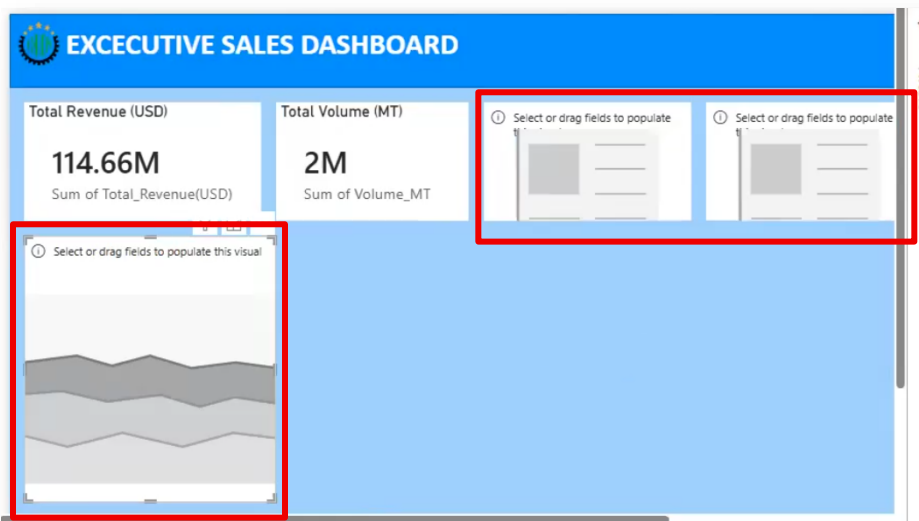 EXCECUTIVE SALES DASHBOARD
Total Revenue (USD)
114.66M
Sum of Total_Revenue(USD)
Total Volume (MT)
2M
Sum of Volume_MT
Select or drag fields to populate
Select or drag fields to populate
Select or drag fields to populate this visual